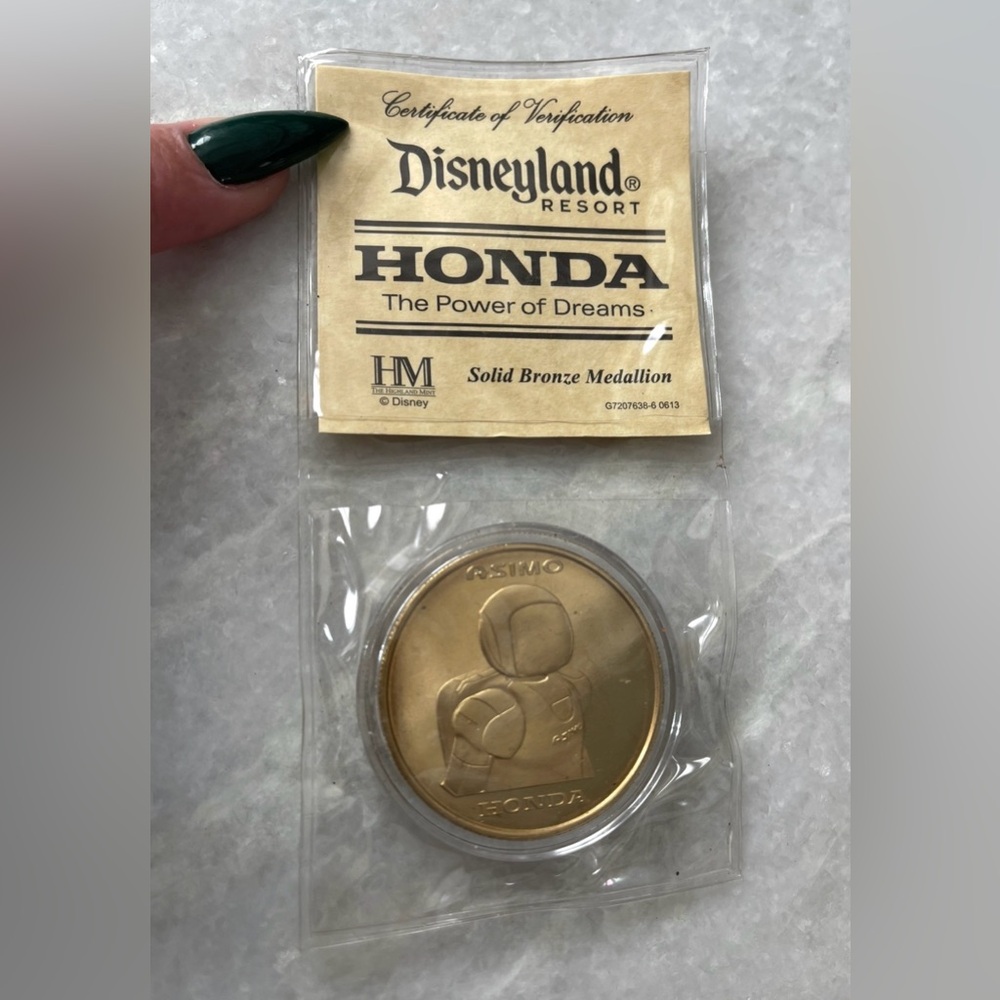 Certificate of Verification
Disneyland®
RESORT
HONDA
The Power of Dreams
HM
THE HIGHLAND MINT
© Disney
Solid Bronze Medallion
G7207638-6 0613
ASIMO
ASIMO
HONDA